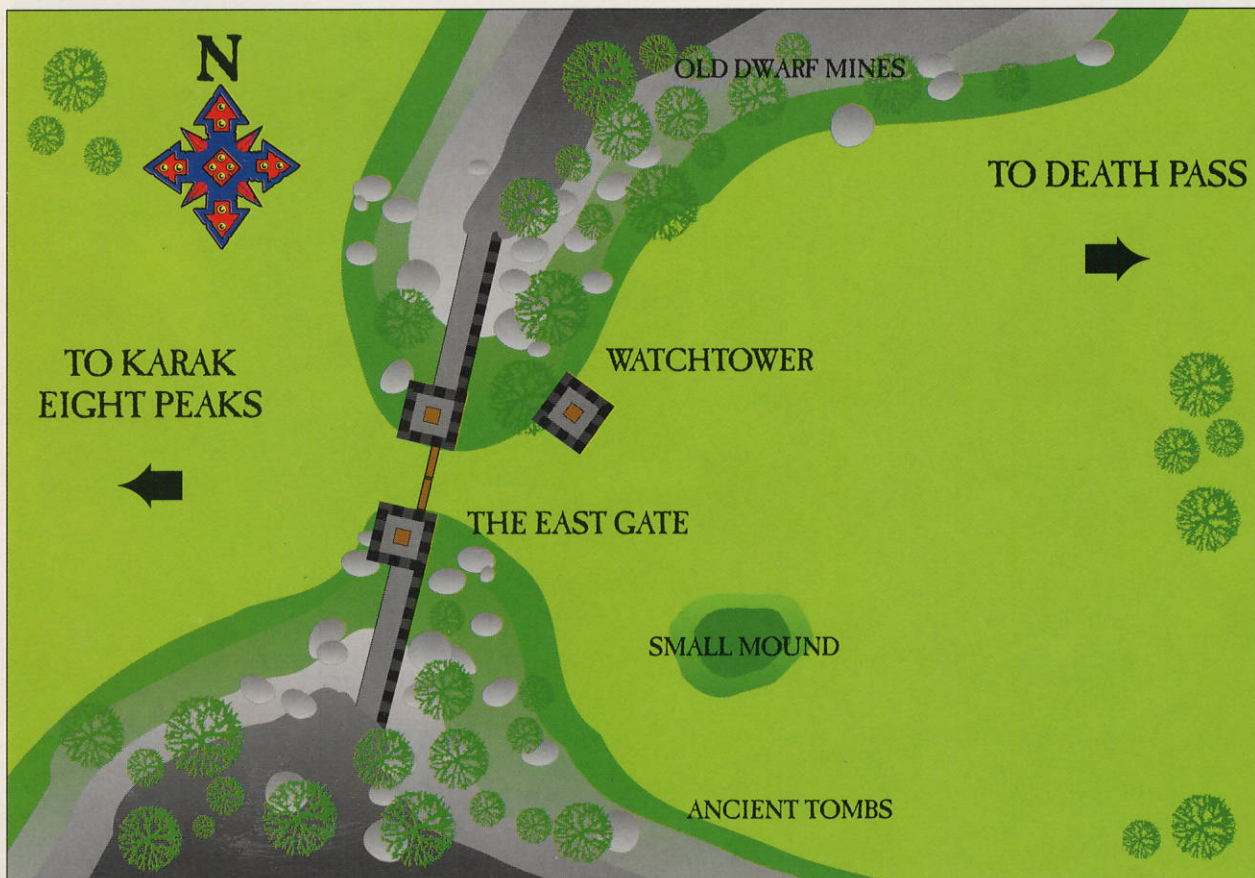 N
OLD DWARF MINES
TO DEATH PASS
TO KARAK
EIGHT PEAKS
WATCHTOWER
THE EAST GATE
SMALL MOUND
ANCIENT TOMBS